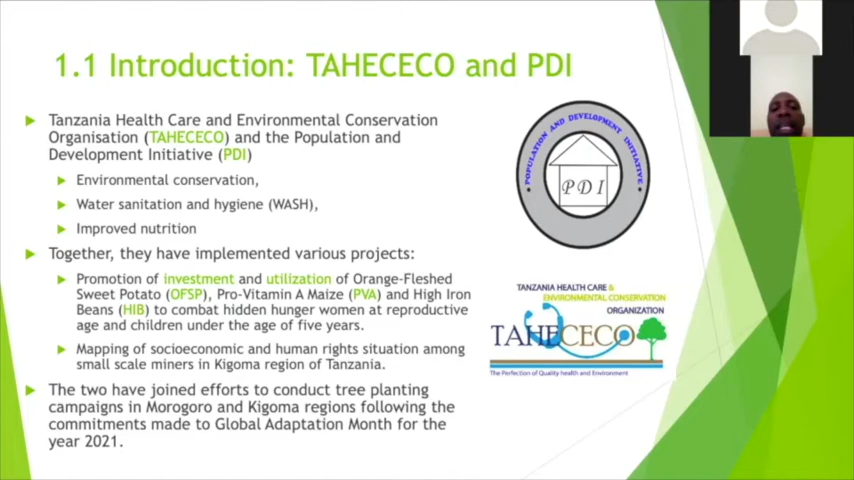 1.1 Introduction: TAHECECO and PDI
Tanzania Health Care and Environmental Conservation
Organisation (TAHECECO) and the Population and
Development Initiative (PDI)
Environmental conservation,
Water sanitation and hygiene (WASH),
Improved nutrition
Together, they have implemented various projects:
Promotion of investment and utilization of Orange-Fleshed
Sweet Potato (OFSP), Pro-Vitamin A Maize (PVA) and High Iron
Beans (HIB) to combat hidden hunger women at reproductive
age and children under the age of five years.
Mapping of socioeconomic and human rights situation among
small scale miners in Kigoma region of Tanzania.
The two have joined efforts to conduct tree planting
campaigns in Morogoro and Kigoma regions following the
commitments made to Global Adaptation Month for the
year 2021.
POPULATION AND DEVELOPMENT INITIATIVE
PDI
TANZANIA HEALTH CARE &
ENVIRONMENTAL CONSERVATION
ORGANIZATION
TAHECECO
The Perfection of Quality health and Environment